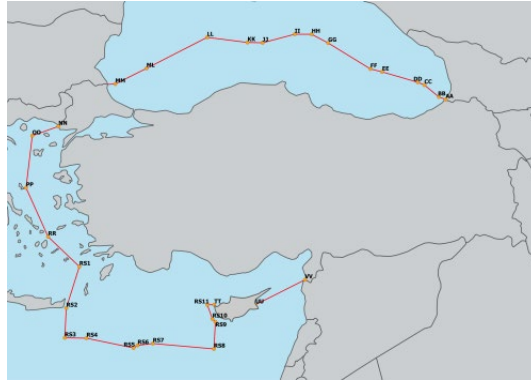 LL
KK
JJ
II
HH
GG
ML
MM
FF
EE
DD
CC
BB
AA
NN
OO
PP
RR
RS1
RS2
RS3
RS4
RS5
RS6
RS7
RS8
RS9
RS10
RS11
TT
UU
VV